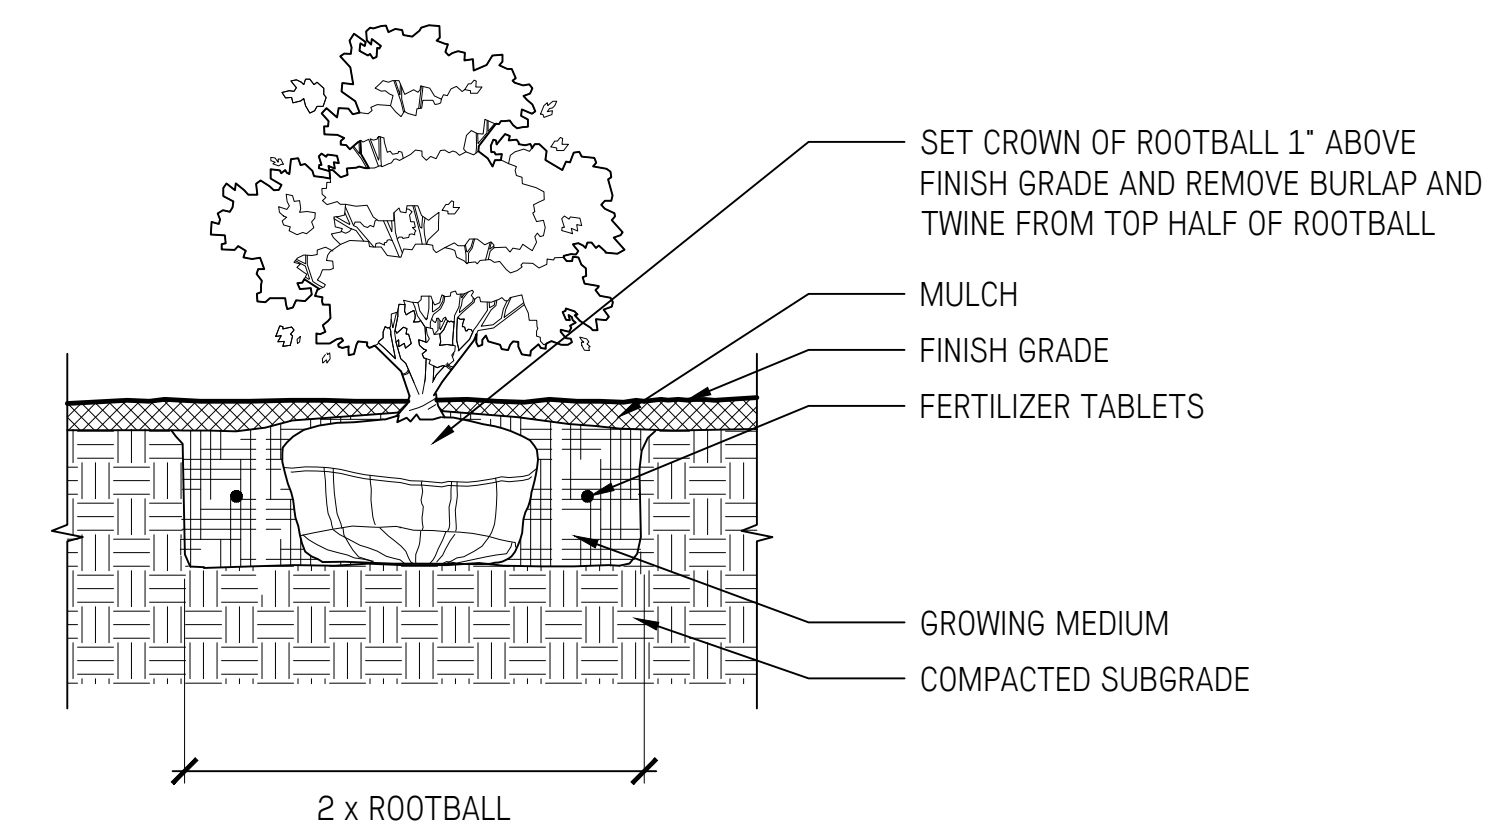 SET CROWN OF ROOTBALL 1" ABOVE
FINISH GRADE AND REMOVE BURLAP AND
TWINE FROM TOP HALF OF ROOTBALL
MULCH
FINISH GRADE
FERTILIZER TABLETS
GROWING MEDIUM
COMPACTED SUBGRADE
2 x ROOTBALL